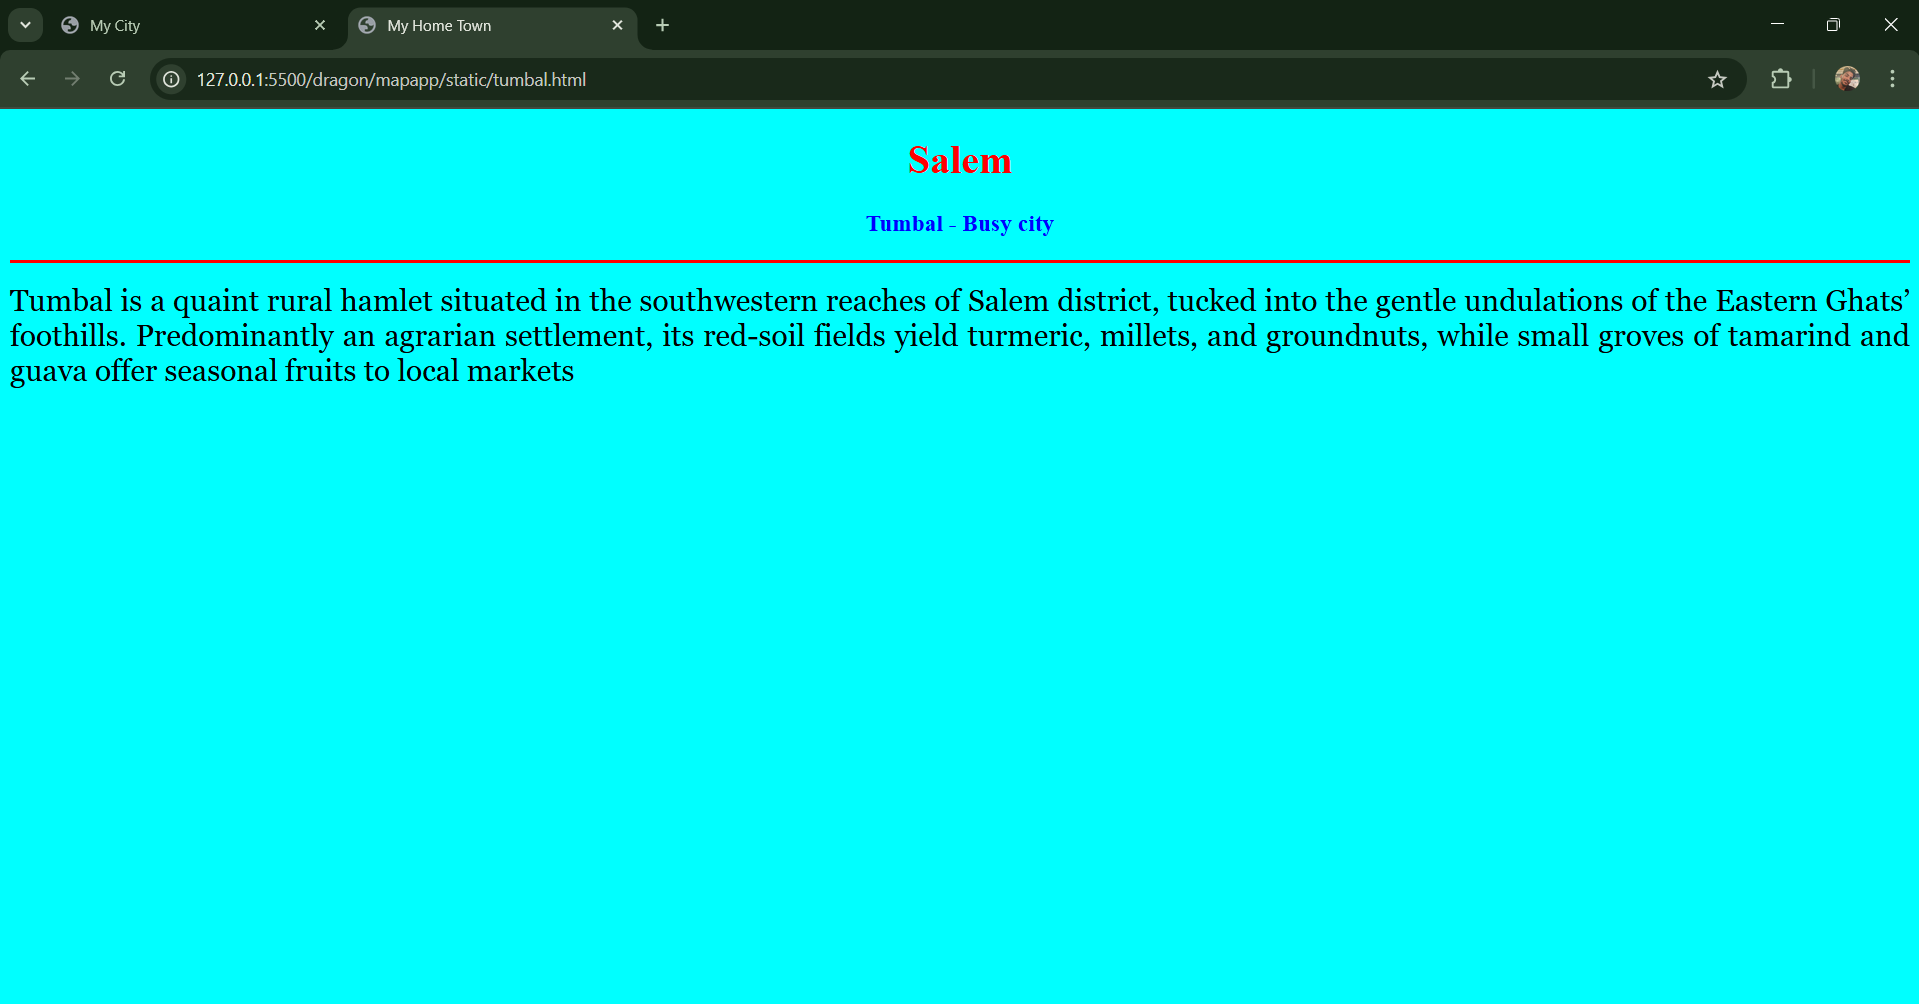 My City
My Home Town
127.0.0.1:5500/dragon/mapapp/static/tumbal.html
Salem
Tumbal - Busy city
Tumbal is a quaint rural hamlet situated in the southwestern reaches of Salem district, tucked into the gentle undulations of the Eastern Ghats’
foothills. Predominantly an agrarian settlement, its red-soil fields yield turmeric, millets, and groundnuts, while small groves of tamarind and
guava offer seasonal fruits to local markets